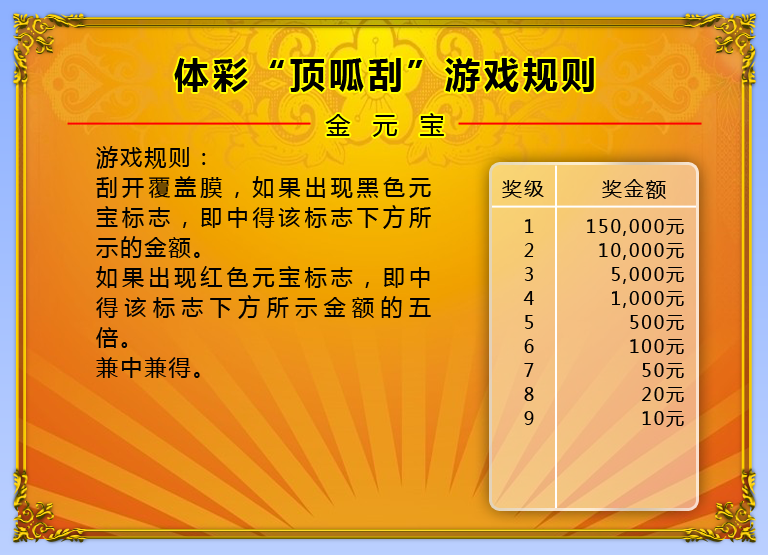 体彩“顶呱刮”游戏规则
金元宝
游戏规则：
刮开覆盖膜，如果出现黑色元
宝标志，即中得该标志下方所
示的金额。
如果出现红色元宝标志，即中
得该标志下方所示金额的五
倍。
兼中兼得。
奖级 奖金额
1 150,000元
2 10,000元
3 5,000元
4 1,000元
5 500元
6 100元
7 50元
8 20元
9 10元